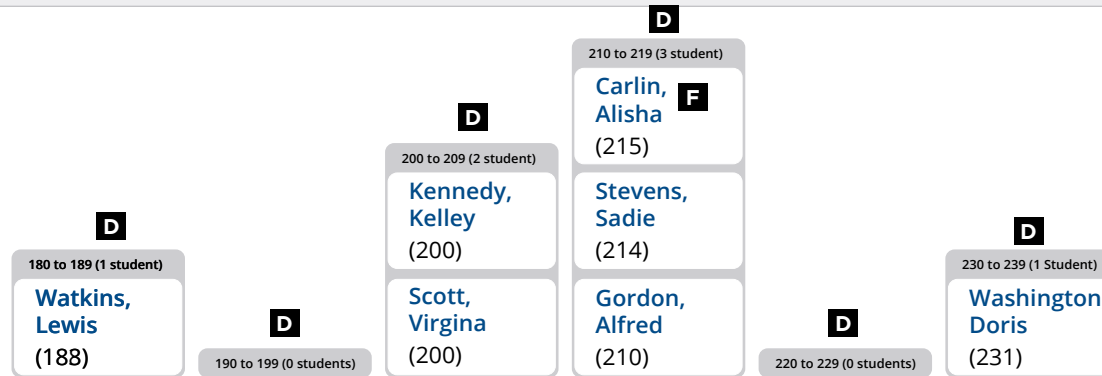 D
180 to 189 (1 student)
Watkins,
Lewis
(188)
D
190 to 199 (0 students)
D
200 to 209 (2 student)
Kennedy,
Kelley
(200)
Scott,
Virgina
(200)
D
210 to 219 (3 student)
Carlin,
Alisha
F
(215)
Stevens,
Sadie
(214)
Gordon,
Alfred
(210)
D
220 to 229 (0 students)
D
230 to 239 (1 Student)
Washington
Doris
(231)